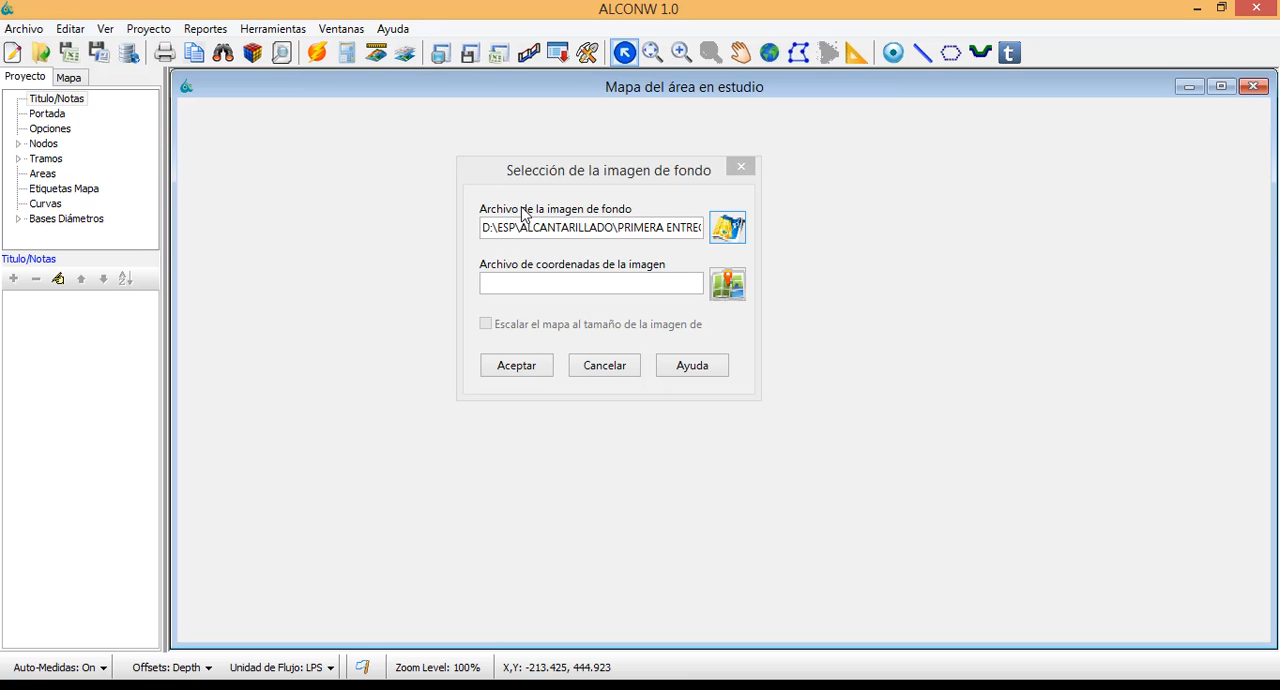 ALCONW 1.0
Archivo Editar Ver Proyecto Reportes Herramientas Ventanas Ayuda
Proyecto Mapa
Titulo/Notas
Portada
Opciones
Nodos
Tramos
Areas
Etiquetas Mapa
Curvas
Bases Diámetros
Titulo/Notas
Mapa del área en estudio
Selección de la imagen de fondo
Archivo de la imagen de fondo
D:\ESP\ALCANTARILLADO\PRIMERA ENTREG
Archivo de coordenadas de la imagen
Escalar el mapa al tamaño de la imagen de
Aceptar Cancelar Ayuda
Auto-Medidas: On Offsets: Depth Unidad de Flujo: LPS Zoom Level: 100% X,Y: -213.425, 444.923